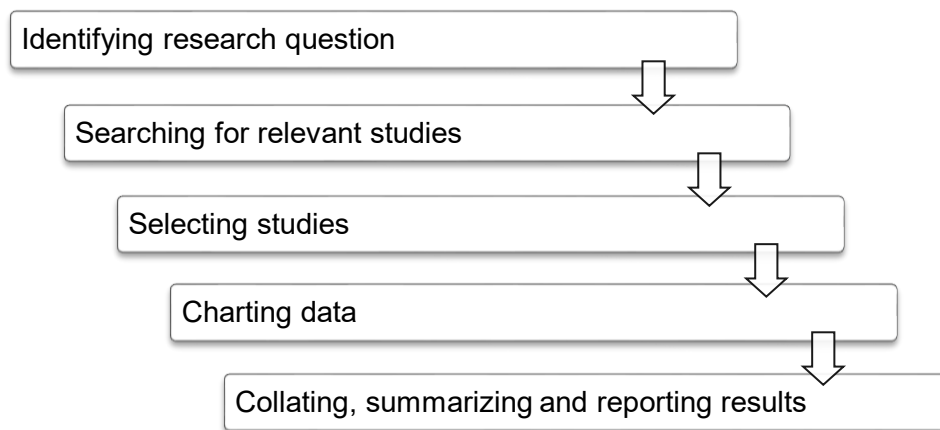 Identifying research question
Searching for relevant studies
Selecting studies
Charting data
Collating, summarizing and reporting results